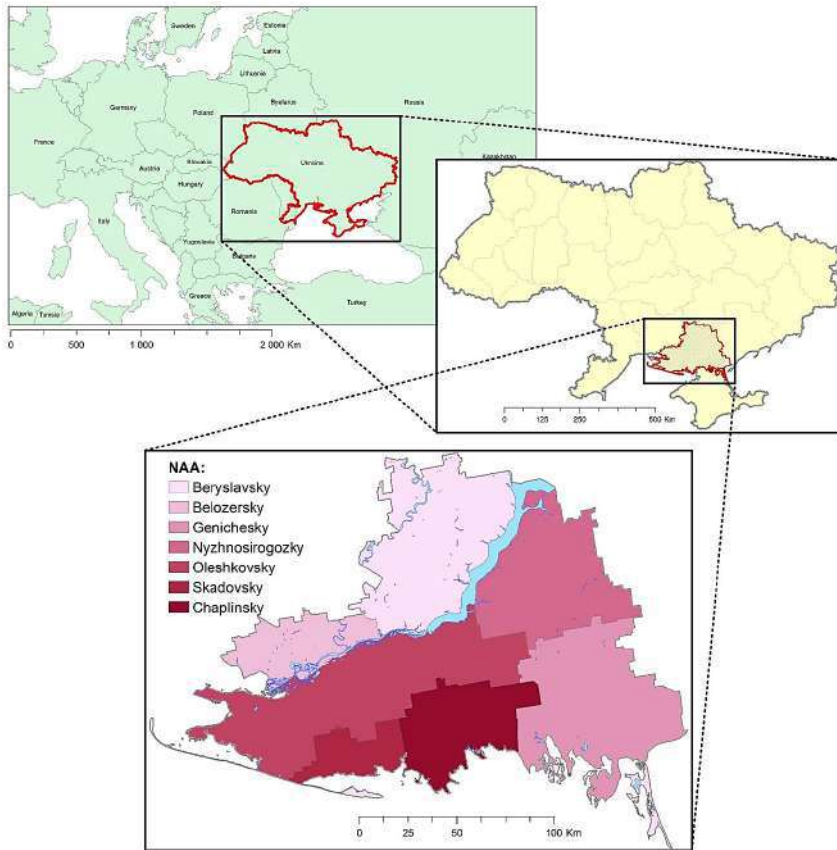 Sweden
Estonia
Latvia
Lithuania
Russia
Byelarus
Germany
Poland
France
Kazakhstan
Ukraine
Slovakia
Austria
Hungary
Romania
Italy
Yugoslavia
Bulgaria
Greece
Turkey
Algeria Tunisia
0 500 1 000 2 000 Km
0 125 250 500 Km
NAA:
Beryslavsky
Belozersky
Genichesky
Nyzhnosirogozky
Oleshkovsky
Skadovsky
Chaplinsky
0 25 50 100 Km